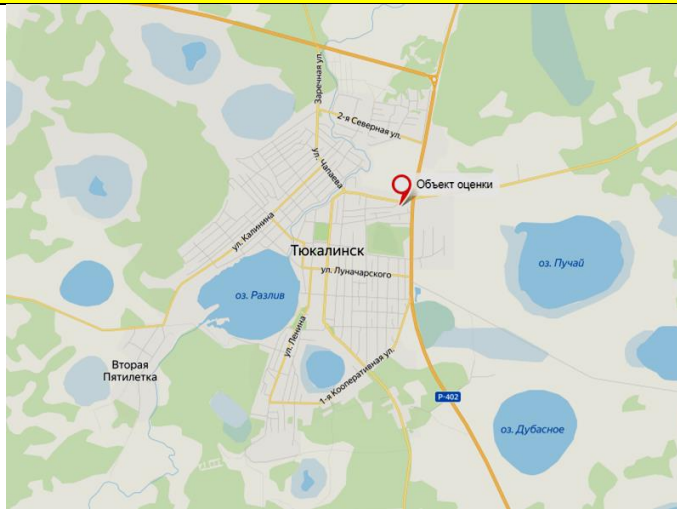 Заречная ул.
2-я Северная ул.
ул. Чапаева
Объект оценки
ул. Калинина
Тюкалинск
оз. Пучай
ул. Луначарского
оз. Разлив
ул. Ленина
Вторая
Пятилетка
1-я Кооперативная ул.
Р-402
оз. Дубасное